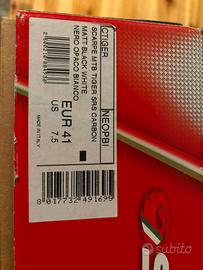 CTIGER
SCARPE MTB TIGER SRS CARBON
MATT BLACK WHITE
NERO OPACO BIANCO
NEOPBI
EUR 41
US 7.5
MADE IN ITALY
8 017732 491695
subito